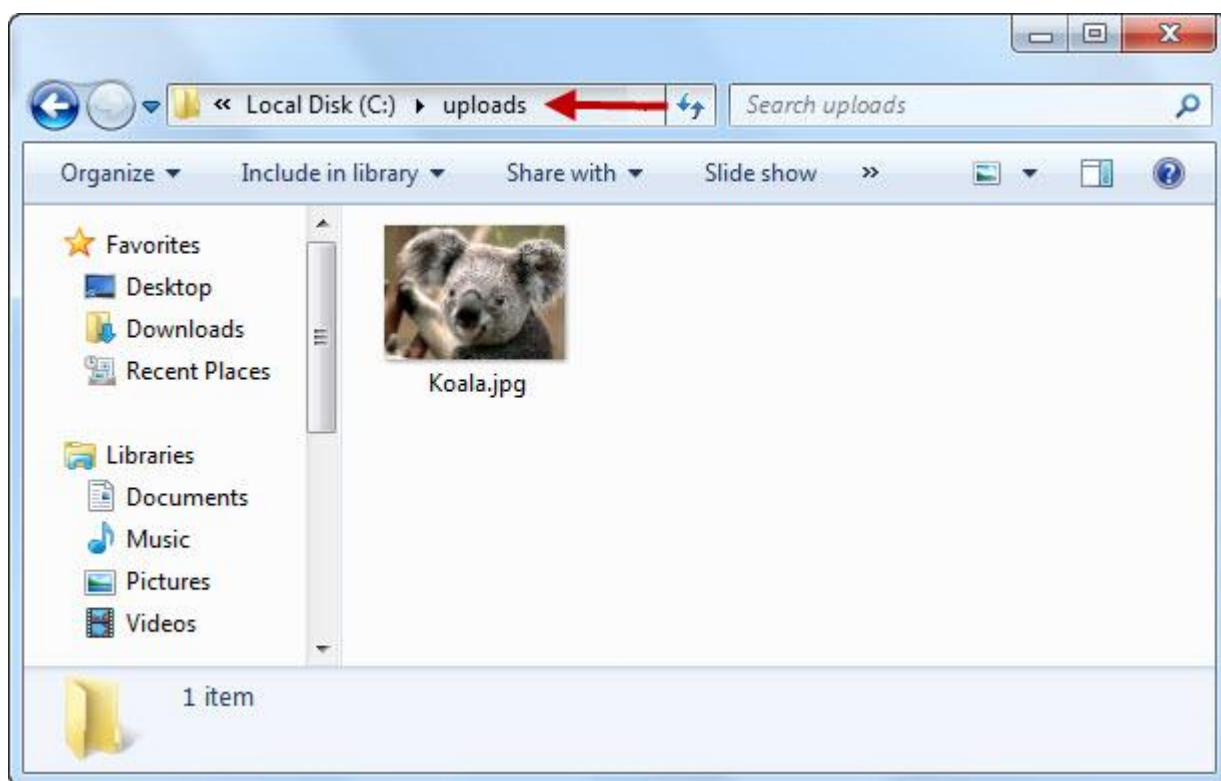 « Local Disk (C:) uploads Search uploads
Organize Include in library Share with Slide show »
Favorites
Desktop
Downloads
Recent Places
Libraries
Documents
Music
Pictures
Videos
Koala.jpg
1 item